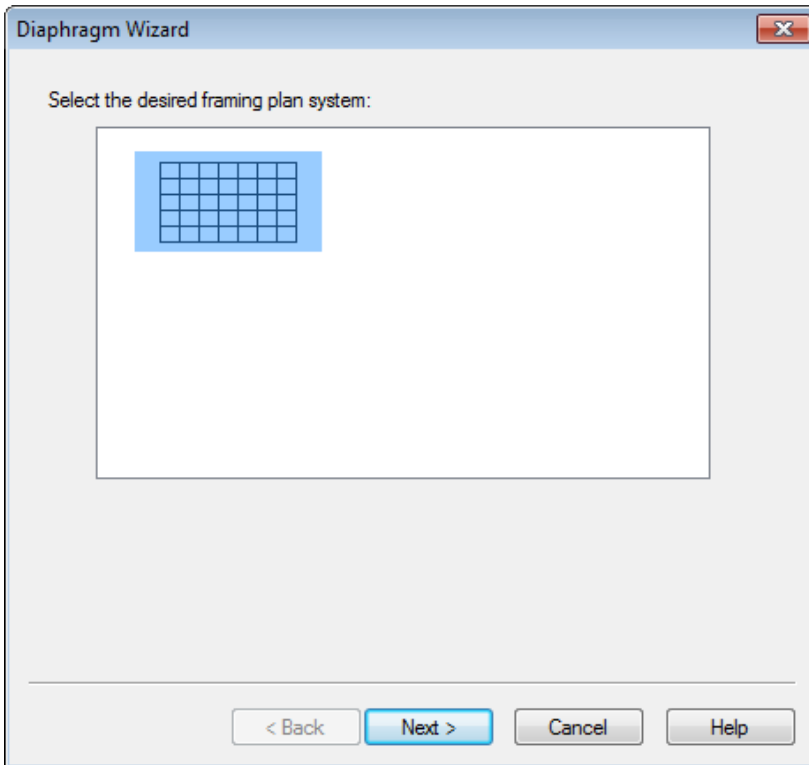 Diaphragm Wizard
Select the desired framing plan system:
< Back Next > Cancel Help